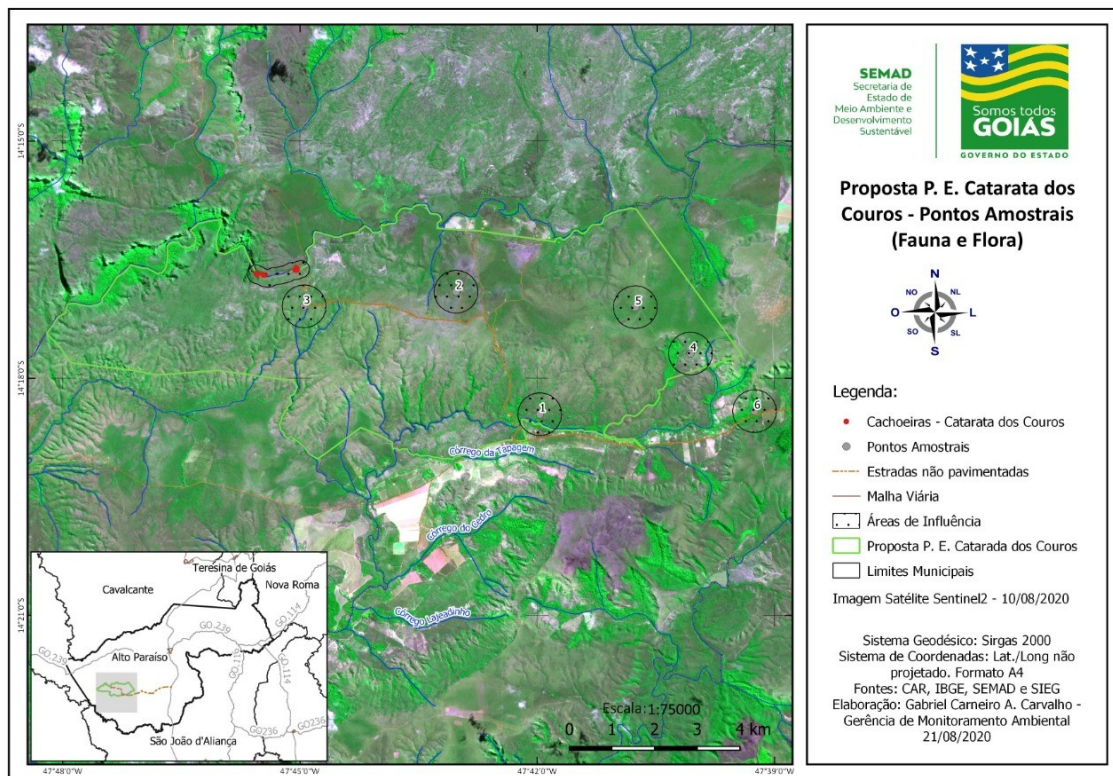 14°15'0"S
14°18'0"S
14°21'0"S
3
2
5
4
1
6
Córrego da Tapagem
Córrego do Cedro
Córrego Lajeadinho
Escala: 1:75000
0 1 2 3 4 km
Teresina de Goiás
Cavalcante
Nova Roma
GO.239
GO.114
GO.239
Alto Paraíso
GO.118
GO.114
São João d'Aliança
GO236
GO236
47°48'0"W
47°45'0"W
47°42'0"W
47°39'0"W
SEMAD
Secretaria de
Estado de
Meio Ambiente e
Desenvolvimento
Sustentável
Somos todos
GOIÁS
GOVERNO DO ESTADO
Proposta P. E. Catarata dos
Couros - Pontos Amostrais
(Fauna e Flora)
N
NO NL
O L
SO SL
S
Legenda:
Cachoeiras - Catarata dos Couros
Pontos Amostrais
Estradas não pavimentadas
Malha Viária
Áreas de Influência
Proposta P. E. Catarada dos Couros
Limites Municipais
Imagem Satélite Sentinel2 - 10/08/2020
Sistema Geodésico: Sirgas 2000
Sistema de Coordenadas: Lat./Long não
projetado. Formato A4
Fontes: CAR, IBGE, SEMAD e SIEG
Elaboração: Gabriel Carneiro A. Carvalho -
Gerência de Monitoramento Ambiental
21/08/2020